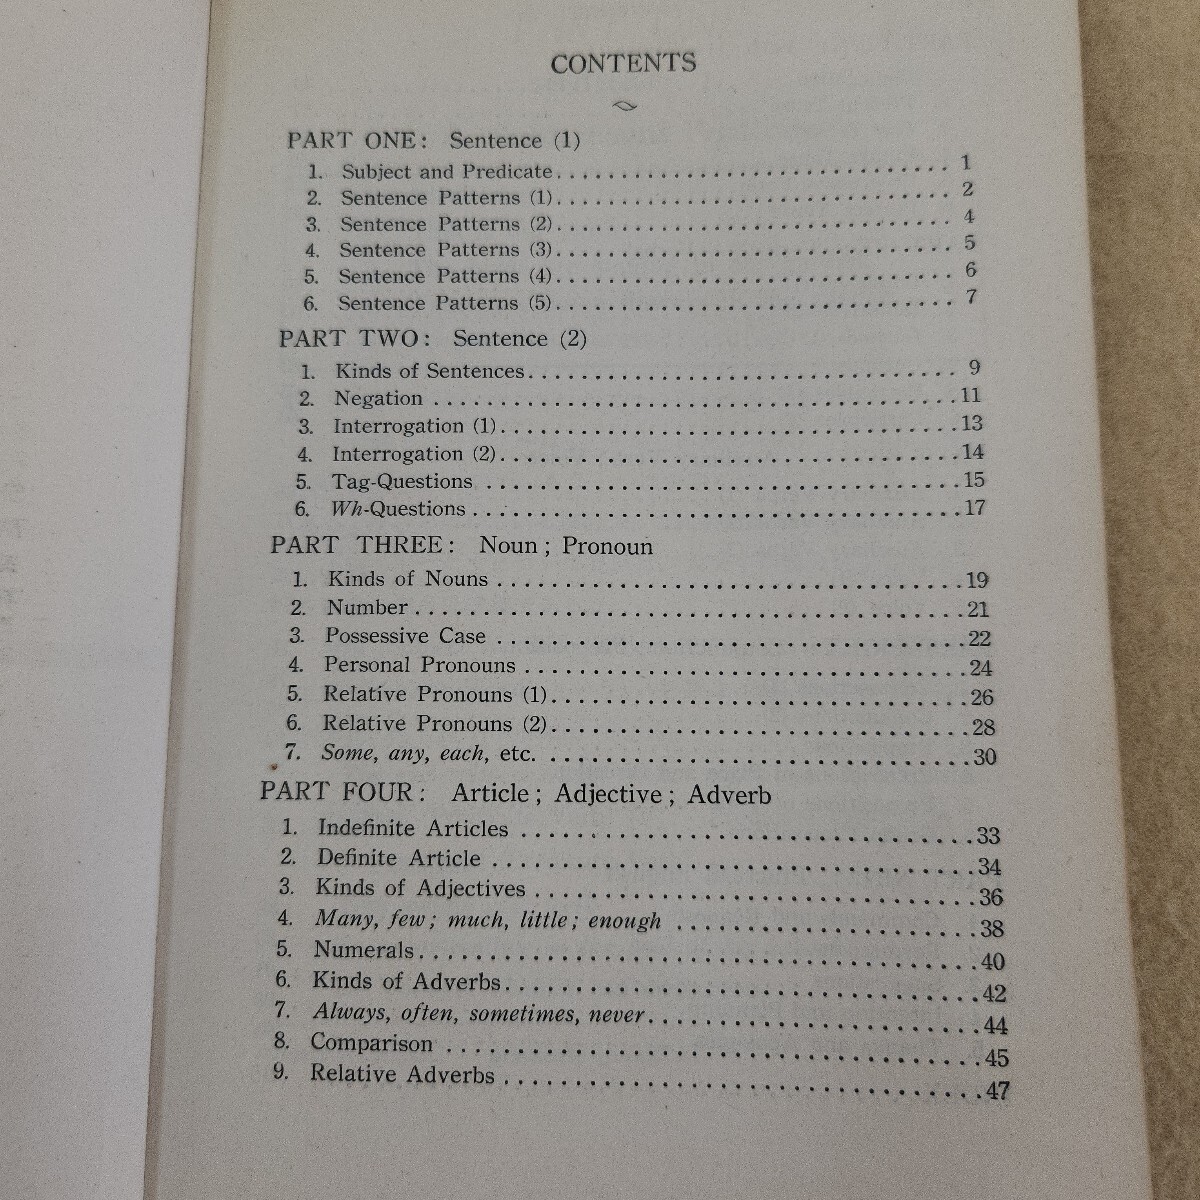 CONTENTS
PART ONE: Sentence (1)
1. Subject and Predicate.............................. 1
2. Sentence Patterns (1).............................. 2
3. Sentence Patterns (2).............................. 4
4. Sentence Patterns (3).............................. 5
5. Sentence Patterns (4).............................. 6
6. Sentence Patterns (5).............................. 7
PART TWO: Sentence (2)
1. Kinds of Sentences................................ 9
2. Negation .......................................11
3. Interrogation (1)..................................13
4. Interrogation (2)..................................14
5. Tag-Questions ...................................15
6. Wh-Questions ....................................17
PART THREE: Noun ; Pronoun
1. Kinds of Nouns ..................................19
2. Number ........................................21
3. Possessive Case ..................................22
4. Personal Pronouns ................................24
5. Relative Pronouns (1)..............................26
6. Relative Pronouns (2)..............................28
7. Some, any, each, etc. ..............................30
PART FOUR: Article ; Adjective ; Adverb
1. Indefinite Articles ................................33
2. Definite Article ..................................34
3. Kinds of Adjectives ...............................36
4. Many, few ; much, little ; enough .....................38
5. Numerals.......................................40
6. Kinds of Adverbs.................................42
7. Always, often, sometimes, never.......................44
8. Comparison .....................................45
9. Relative Adverbs .................................47